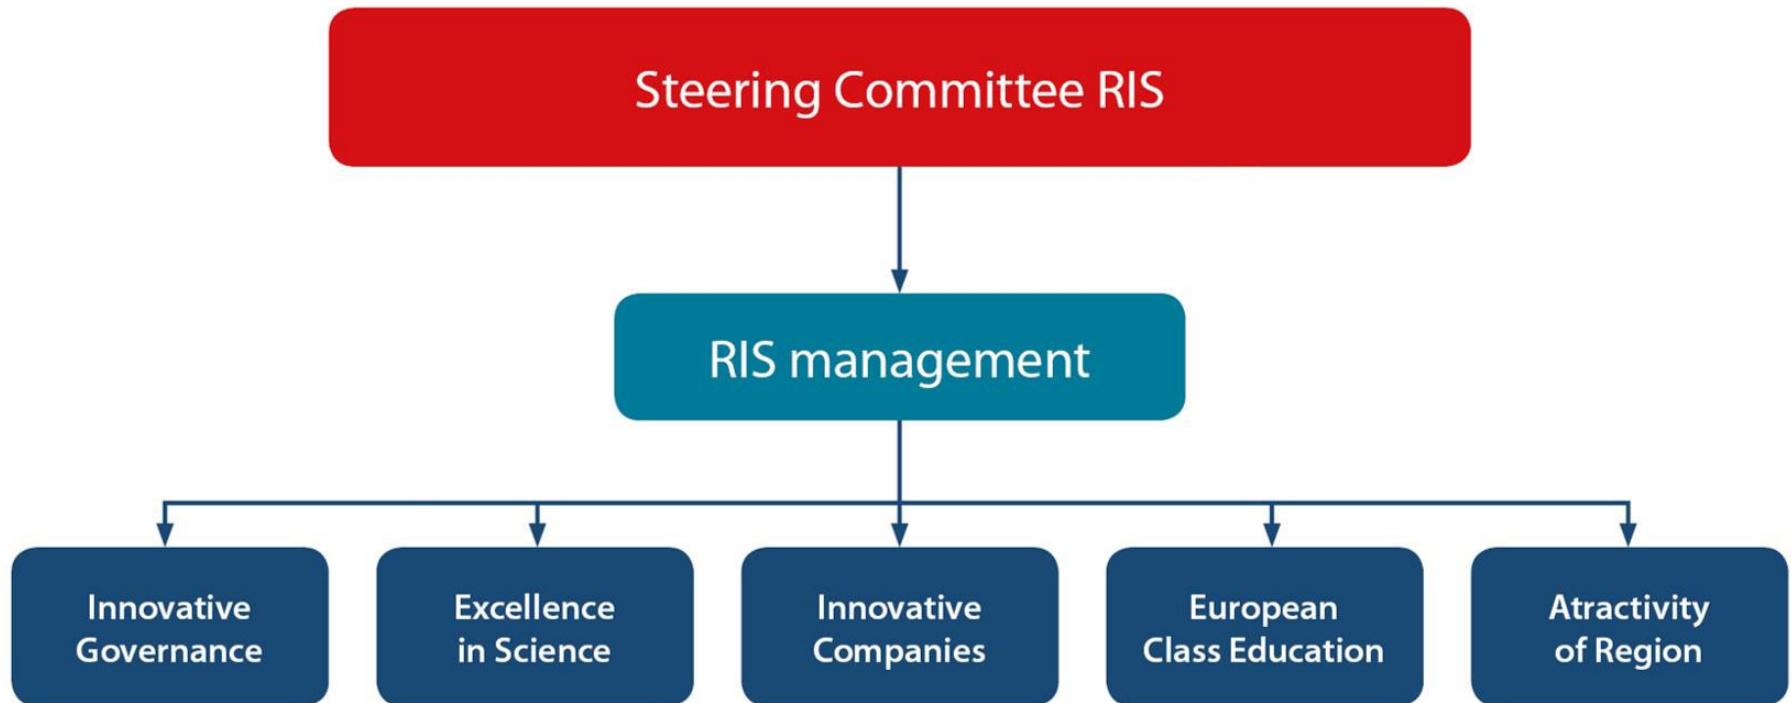 Steering Committee RIS
RIS management
Innovative
Governance
Excellence
in Science
Innovative
Companies
European
Class Education
Atractivity
of Region